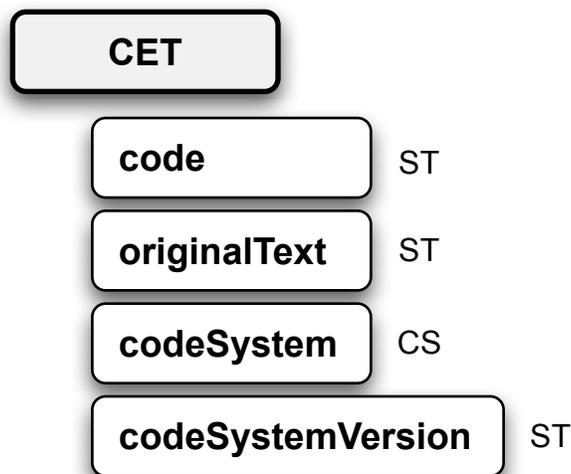 CET
code ST
originalText ST
codeSystem CS
codeSystemVersion ST